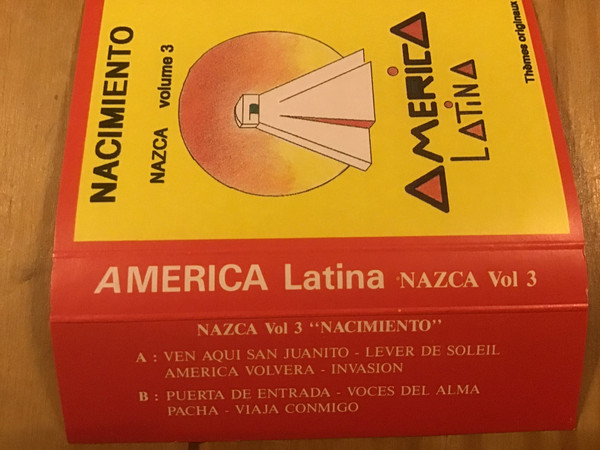 NACIMIENTO
NAZCA volume 3
AMERICA
LATINA
Thèmes originaux
AMERICA Latina NAZCA Vol 3
NAZCA Vol 3 "NACIMIENTO"
A : VEN AQUI SAN JUANITO - LEVER DE SOLEIL
AMERICA VOLVERA - INVASION
B : PUERTA DE ENTRADA - VOCES DEL ALMA
PACHA - VIAJA CONMIGO